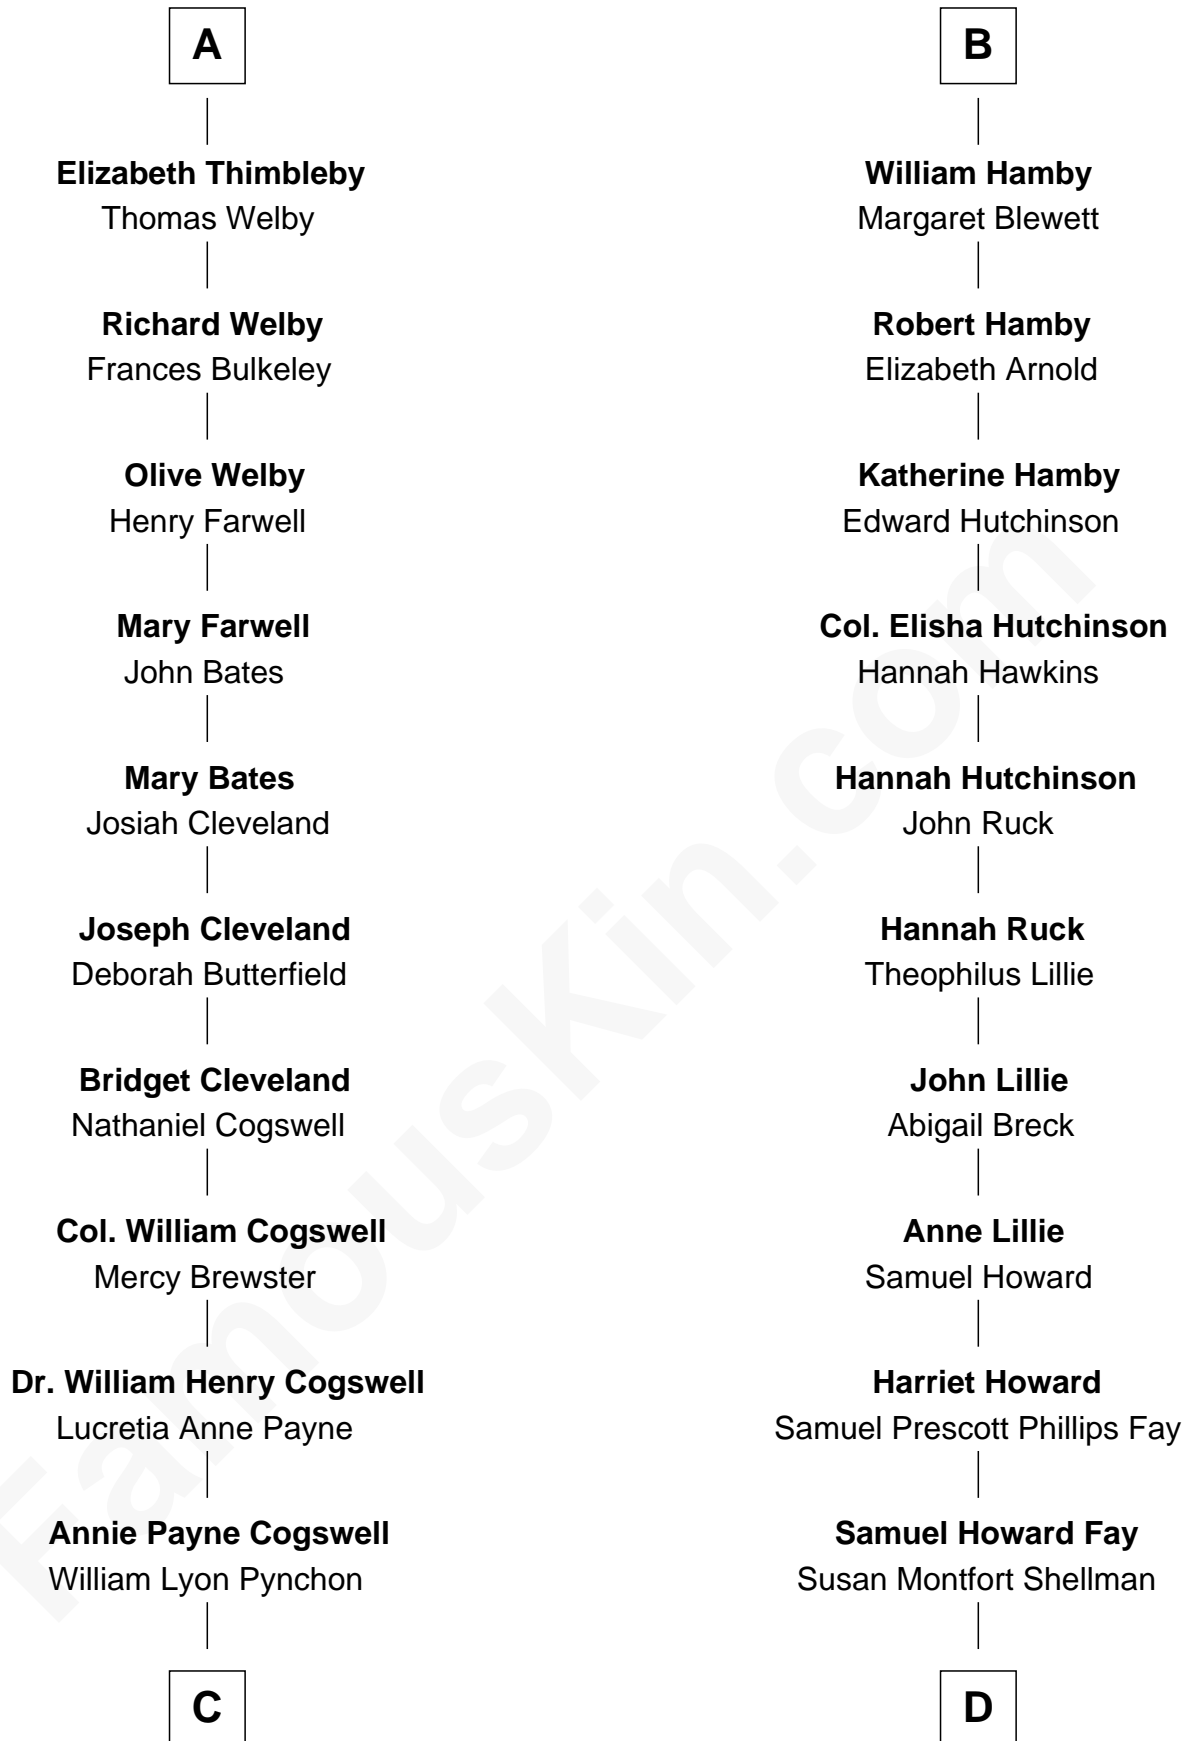 A
Elizabeth Thimbleby
Thomas Welby
Richard Welby
Frances Bulkeley
Olive Welby
Henry Farwell
Mary Farwell
John Bates
Mary Bates
Josiah Cleveland
Joseph Cleveland
Deborah Butterfield
Bridget Cleveland
Nathaniel Cogswell
Col. William Cogswell
Mercy Brewster
Dr. William Henry Cogswell
Lucretia Anne Payne
Annie Payne Cogswell
William Lyon Pynchon
C
B
William Hamby
Margaret Blewett
Robert Hamby
Elizabeth Arnold
Katherine Hamby
Edward Hutchinson
Col. Elisha Hutchinson
Hannah Hawkins
Hannah Hutchinson
John Ruck
Hannah Ruck
Theophilus Lillie
John Lillie
Abigail Breck
Anne Lillie
Samuel Howard
Harriet Howard
Samuel Prescott Phillips Fay
Samuel Howard Fay
Susan Montfort Shellman
D
FamousKin.com